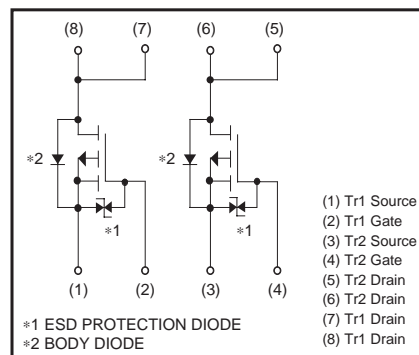 (8) (7) (6) (5)
∗2 ∗2
∗1 ∗1
(1) (2) (3) (4)
∗1 ESD PROTECTION DIODE
∗2 BODY DIODE
(1) Tr1 Source
(2) Tr1 Gate
(3) Tr2 Source
(4) Tr2 Gate
(5) Tr2 Drain
(6) Tr2 Drain
(7) Tr1 Drain
(8) Tr1 Drain